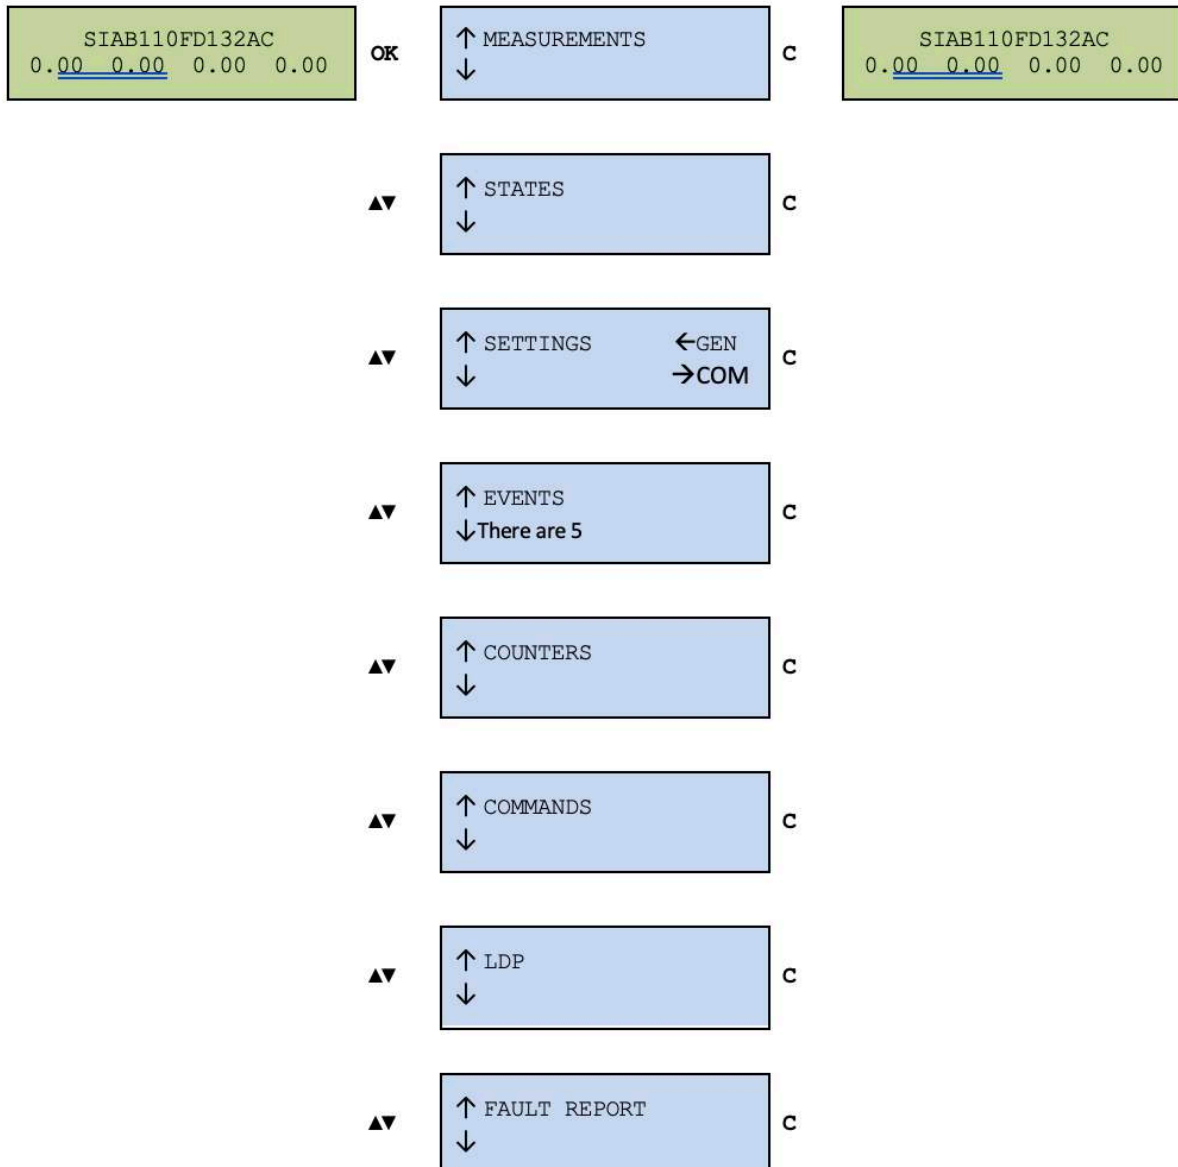 SIAB110FD132AC
0.00 0.00 0.00 0.00
OK
↑ MEASUREMENTS
↓
C
SIAB110FD132AC
0.00 0.00 0.00 0.00
▲▼
↑ STATES
↓
C
▲▼
↑ SETTINGS ←GEN
↓ →COM
C
▲▼
↑ EVENTS
↓There are 5
C
▲▼
↑ COUNTERS
↓
C
▲▼
↑ COMMANDS
↓
C
▲▼
↑ LDP
↓
C
▲▼
↑ FAULT REPORT
↓
C